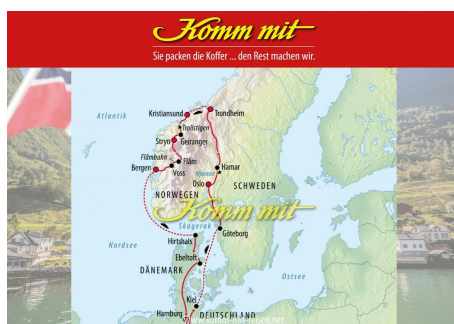 Komm mit
Sie packen die Koffer ... den Rest machen wir.
Atlantik
Kristiansund
Trondheim
Trollstigen
Stryn
Geiranger
Flåmbahn
Flåm
Bergen
Voss
Hamar
Oslo
SCHWEDEN
NORWEGEN
Komm mit
Skagerak
Nordsee
Hirtshals
Göteborg
Ebeltoft
DÄNEMARK
Ostsee
Kiel
Hamburg
DEUTSCHLAND